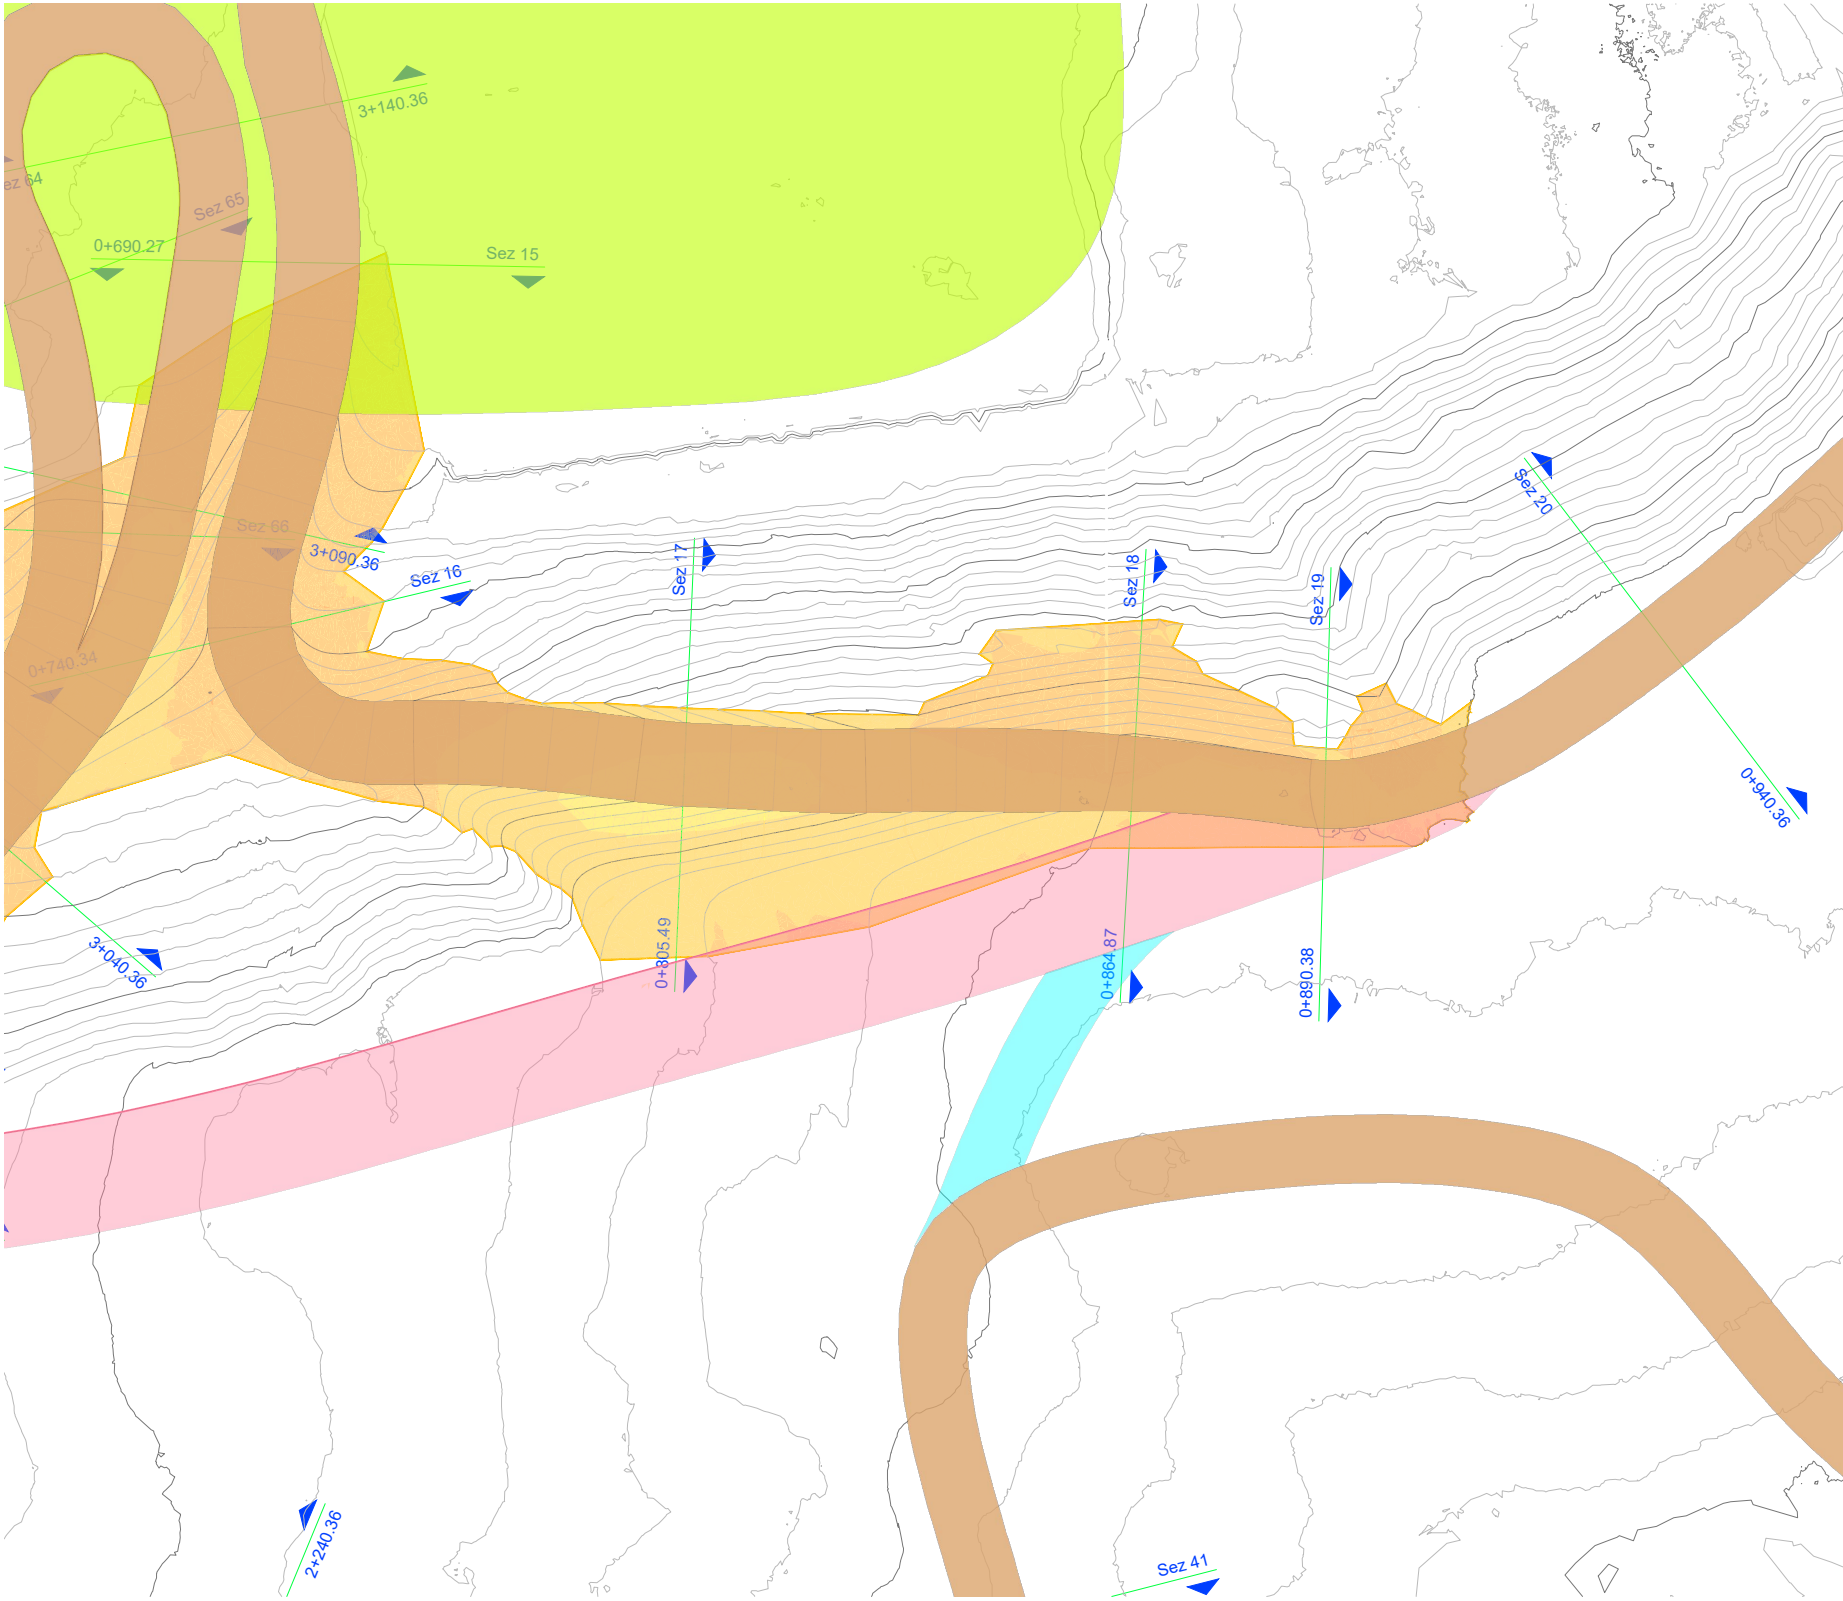 3+140.36
ez 64
Sez 65
0+690.27
Sez 15
Sez 20
Sez 66
3+090.36
Sez 16
Sez 17
Sez 18
Sez 19
0+740.34
0+940.36
3+040.36
0+805.49
0+864.87
0+890.38
2+240.36
Sez 41